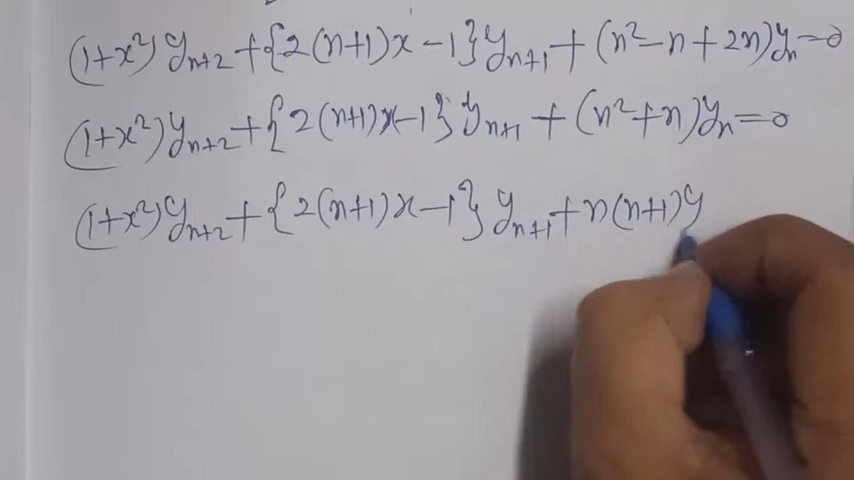 (1+x²)yₙ₊₂+{2(n+1)x-1}yₙ₊₁+(n²-n+2n)yₙ=0
(1+x²)yₙ₊₂+{2(n+1)x-1}yₙ₊₁+(n²+n)yₙ=0
(1+x²)yₙ₊₂+{2(n+1)x-1}yₙ₊₁+n(n+1)y